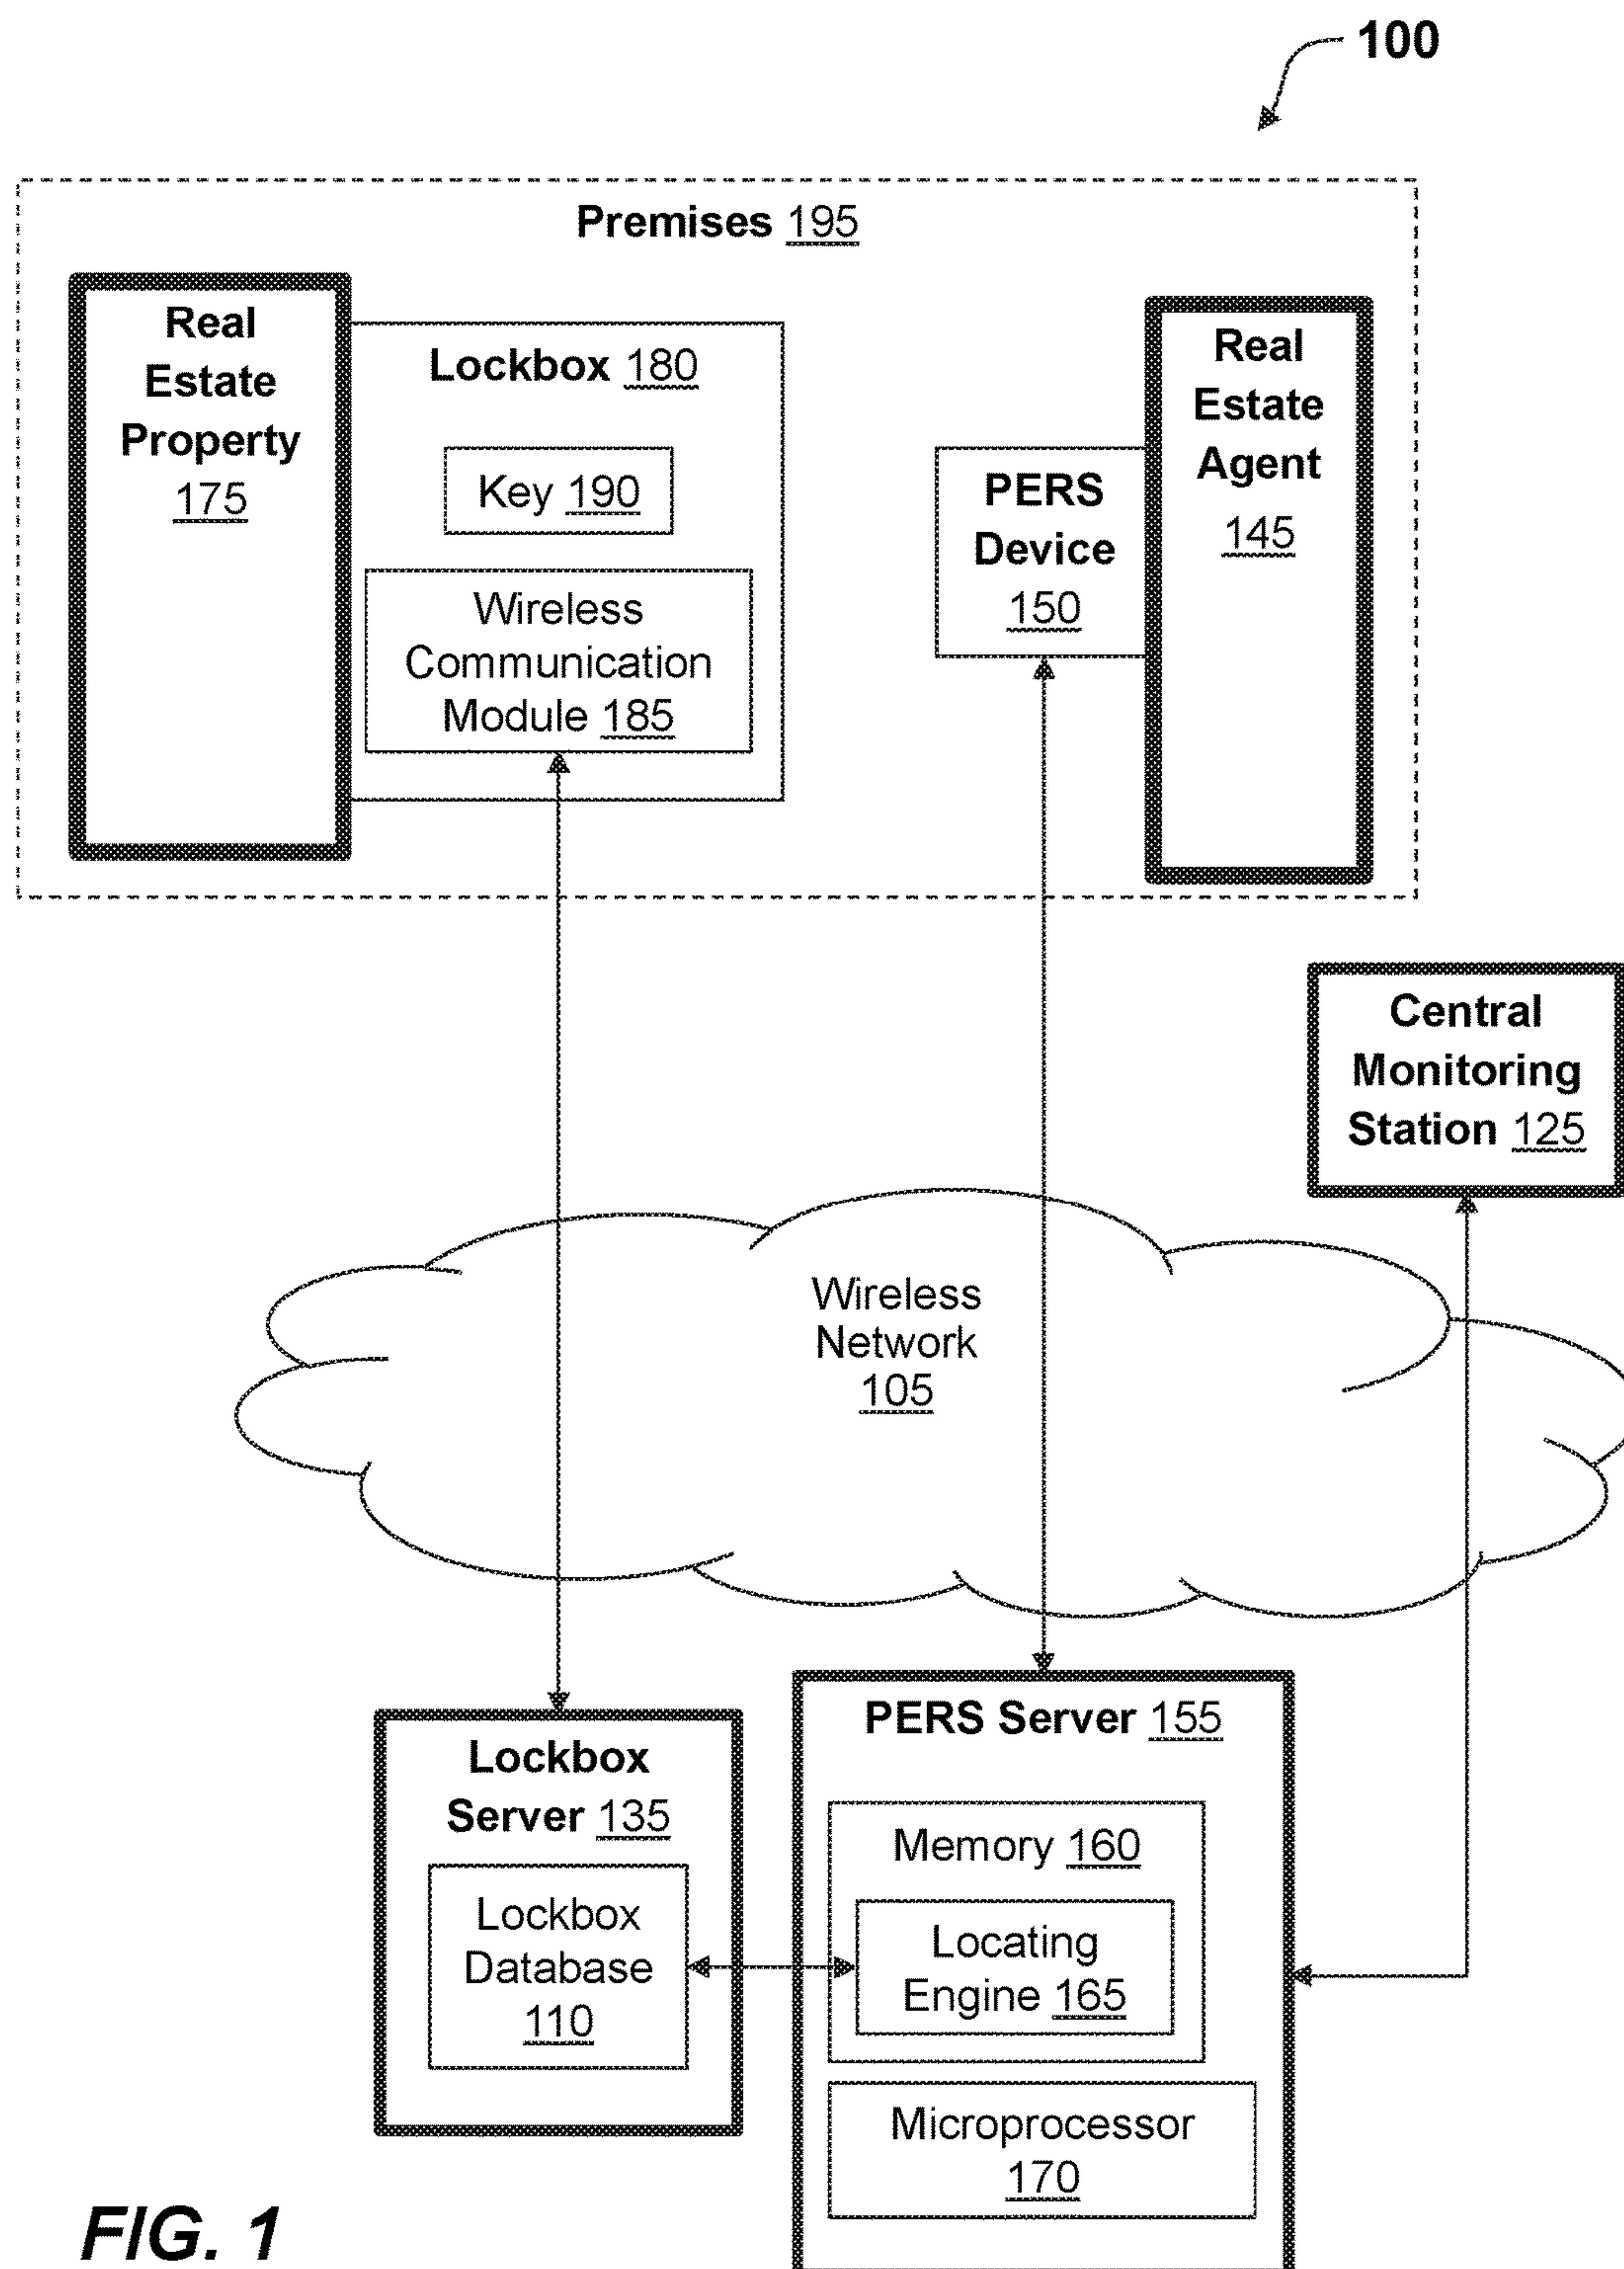 100
Premises 195
Real
Estate
Property
175
Lockbox 180
Key 190
Wireless
Communication
Module 185
PERS
Device
150
Real
Estate
Agent
145
Central
Monitoring
Station 125
Wireless
Network
105
Lockbox
Server 135
Lockbox
Database
110
PERS Server 155
Memory 160
Locating
Engine 165
Microprocessor
170
FIG. 1